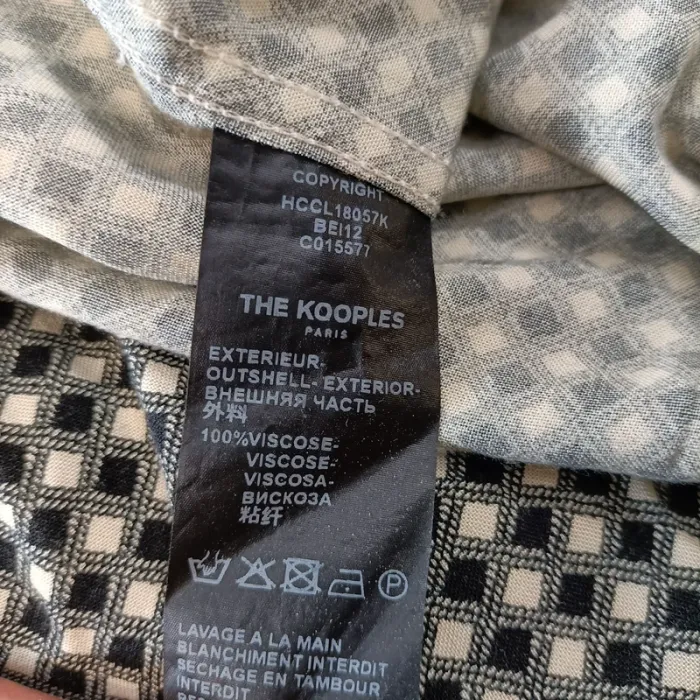 COPYRIGHT
HCCL18057K
BEI12
C015577
THE KOOPLES
PARIS
EXTERIEUR-
OUTSHELL- EXTERIOR-
ВНЕШНЯЯ ЧАСТЬ
外料
100%VISCOSE-
VISCOSE-
VISCOSA-
ВИСКОЗА
粘纤
P
LAVAGE A LA MAIN
BLANCHIMENT INTERDIT
SECHAGE EN TAMBOUR
INTERDIT